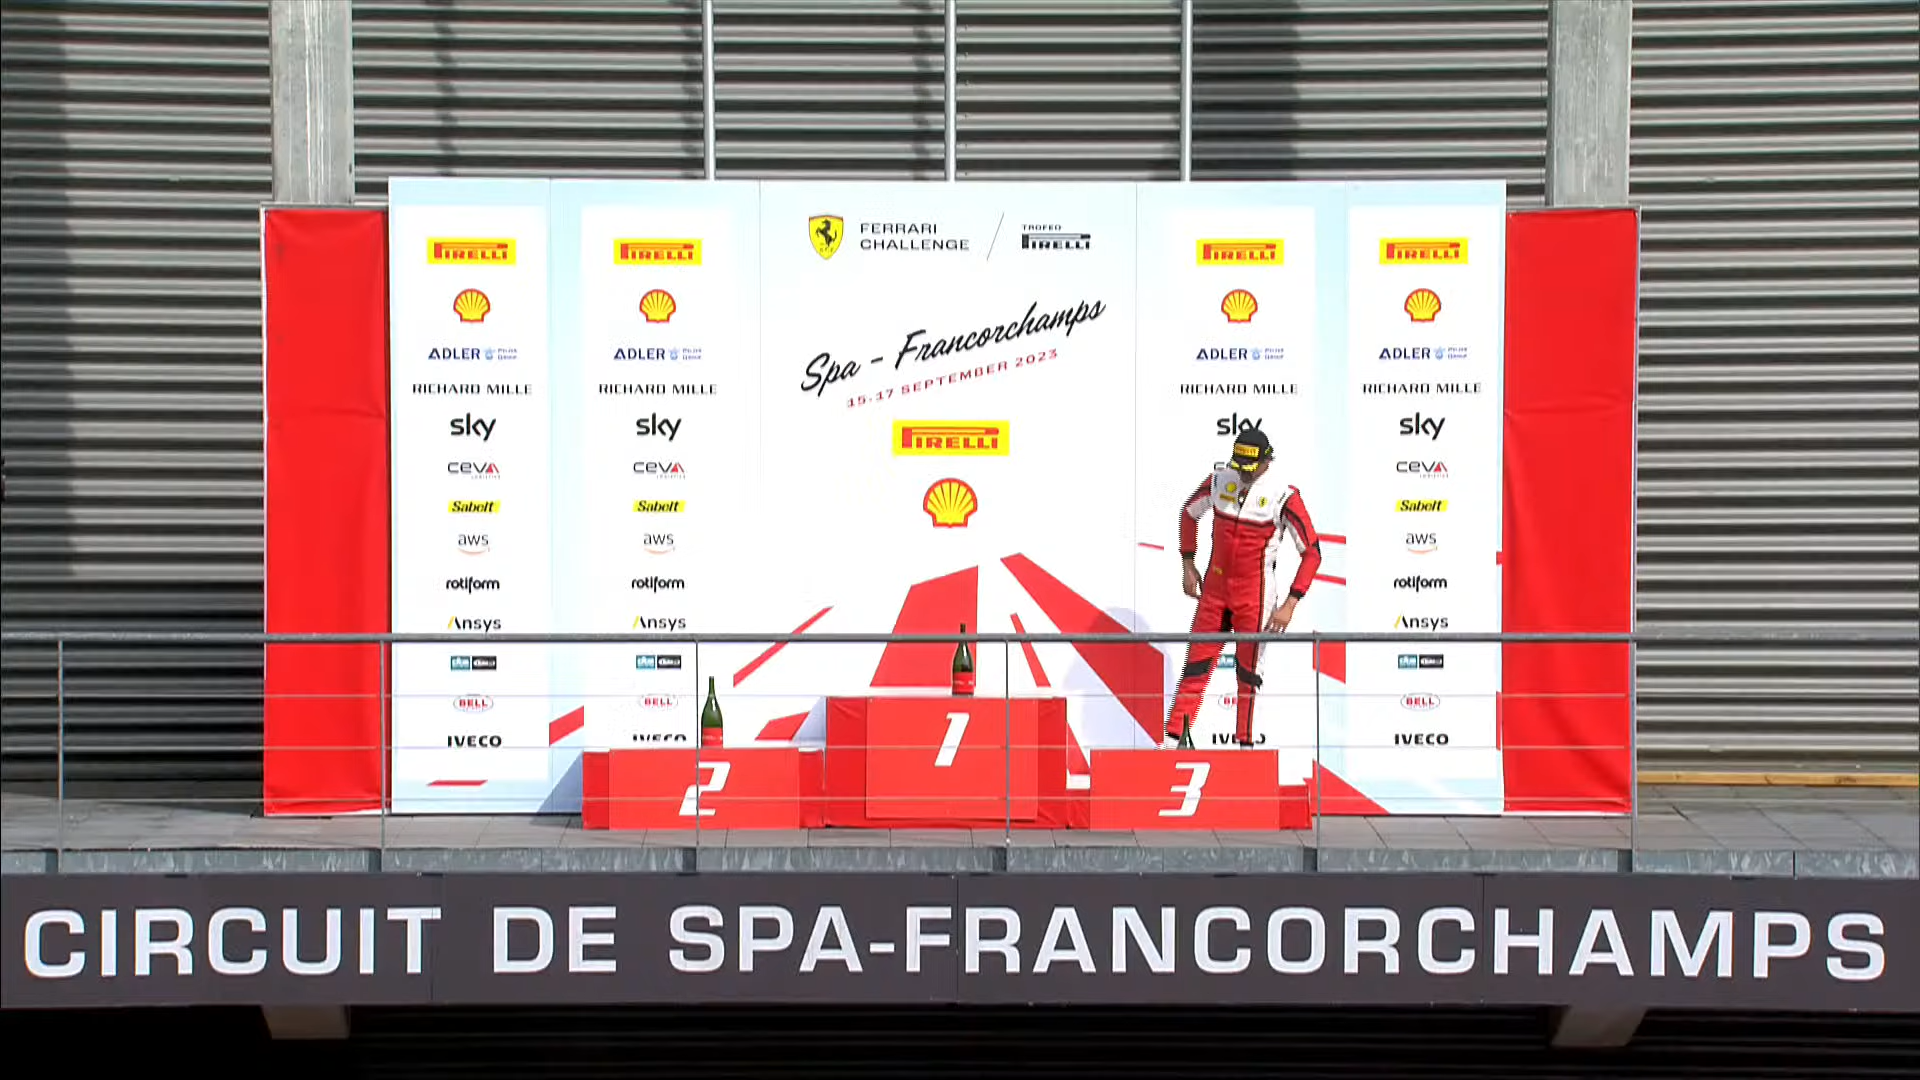 FERRARI
CHALLENGE
TROFEO
PIRELLI
Spa - Francorchamps
15-17 SEPTEMBER 2023
PIRELLI
PIRELLI
ADLER
RICHARD MILLE
sky
CEVA
Sabelt
aws
rotiform
Ansys
BELL
IVECO
PIRELLI
ADLER
RICHARD MILLE
sky
CEVA
Sabelt
aws
rotiform
Ansys
BELL
IVECO
PIRELLI
ADLER
RICHARD MILLE
sky
PIRELLI
ADLER
RICHARD MILLE
sky
CEVA
Sabelt
aws
rotiform
Ansys
BELL
IVECO
2
1
3
CIRCUIT DE SPA-FRANCORCHAMPS